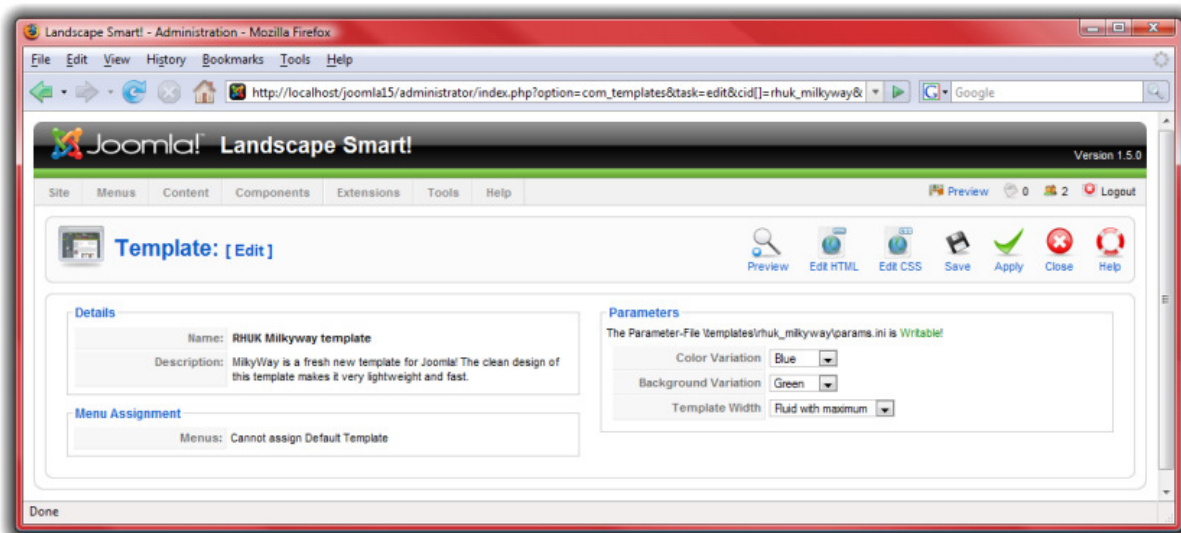 Landscape Smart! - Administration - Mozilla Firefox
File Edit View History Bookmarks Tools Help
http://localhost/joomla15/administrator/index.php?option=com_templates&task=edit&cid[]=rhuk_milkyway& Google
Joomla! Landscape Smart!
Version 1.5.0
Site Menus Content Components Extensions Tools Help Preview 0 2 Logout
Template: [ Edit ]
Preview Edit HTML Edit CSS Save Apply Close Help
Details
Name: RHUK Milkyway template
Description: MilkyWay is a fresh new template for Joomla! The clean design of
this template makes it very lightweight and fast.
Menu Assignment
Menus: Cannot assign Default Template
Parameters
The Parameter-File \templates\rhuk_milkyway\params.ini is Writable!
Color Variation Blue
Background Variation Green
Template Width Fluid with maximum
Done